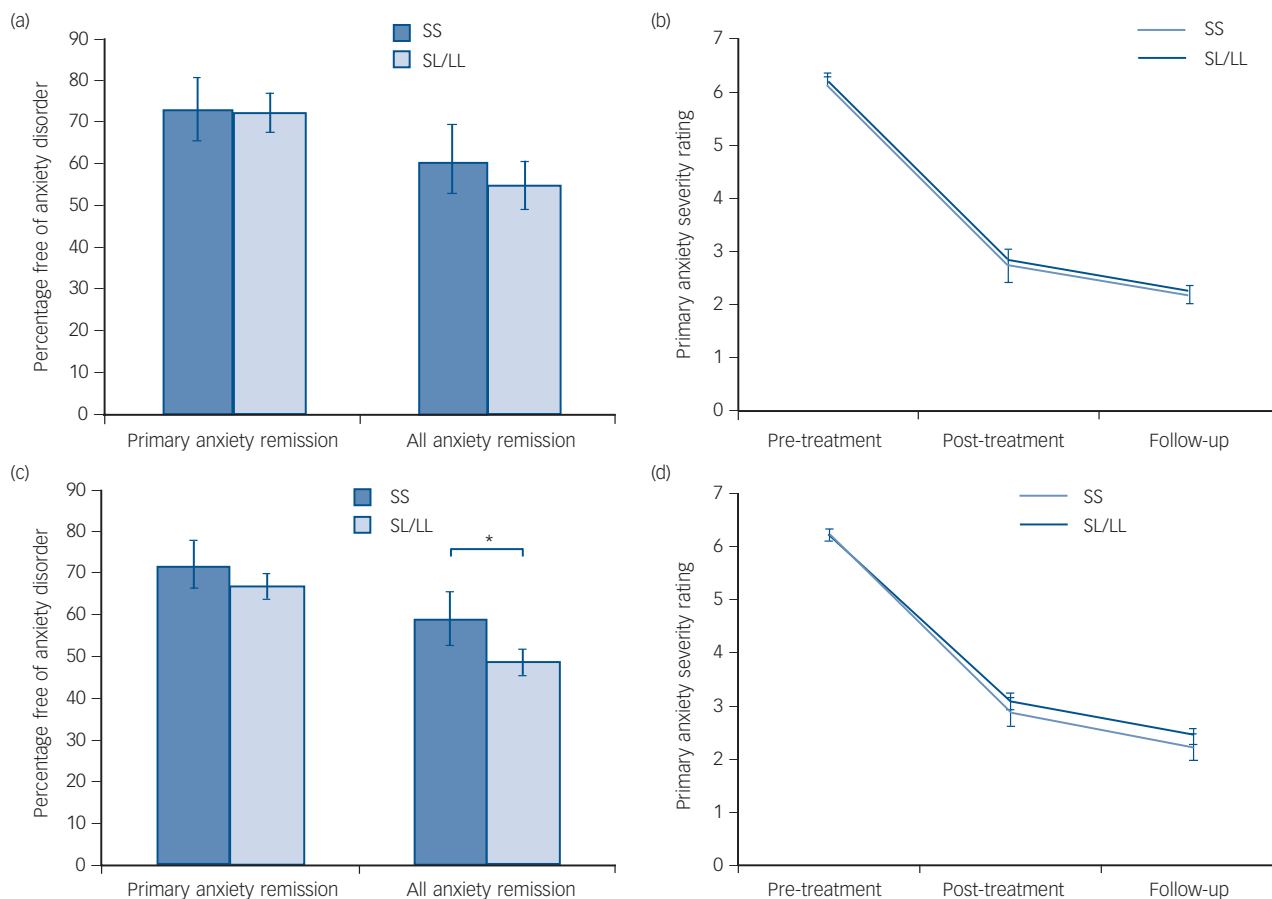 (a)
90
80
70
60
50
40
30
20
10
0
Percentage free of anxiety disorder
SS
SL/LL
Primary anxiety remission
All anxiety remission
(b)
7
6
5
4
3
2
1
0
Primary anxiety severity rating
SS
SL/LL
Pre-treatment
Post-treatment
Follow-up
(c)
90
80
70
60
50
40
30
20
10
0
Percentage free of anxiety disorder
SS
SL/LL
*
Primary anxiety remission
All anxiety remission
(d)
7
6
5
4
3
2
1
0
Primary anxiety severity rating
SS
SL/LL
Pre-treatment
Post-treatment
Follow-up